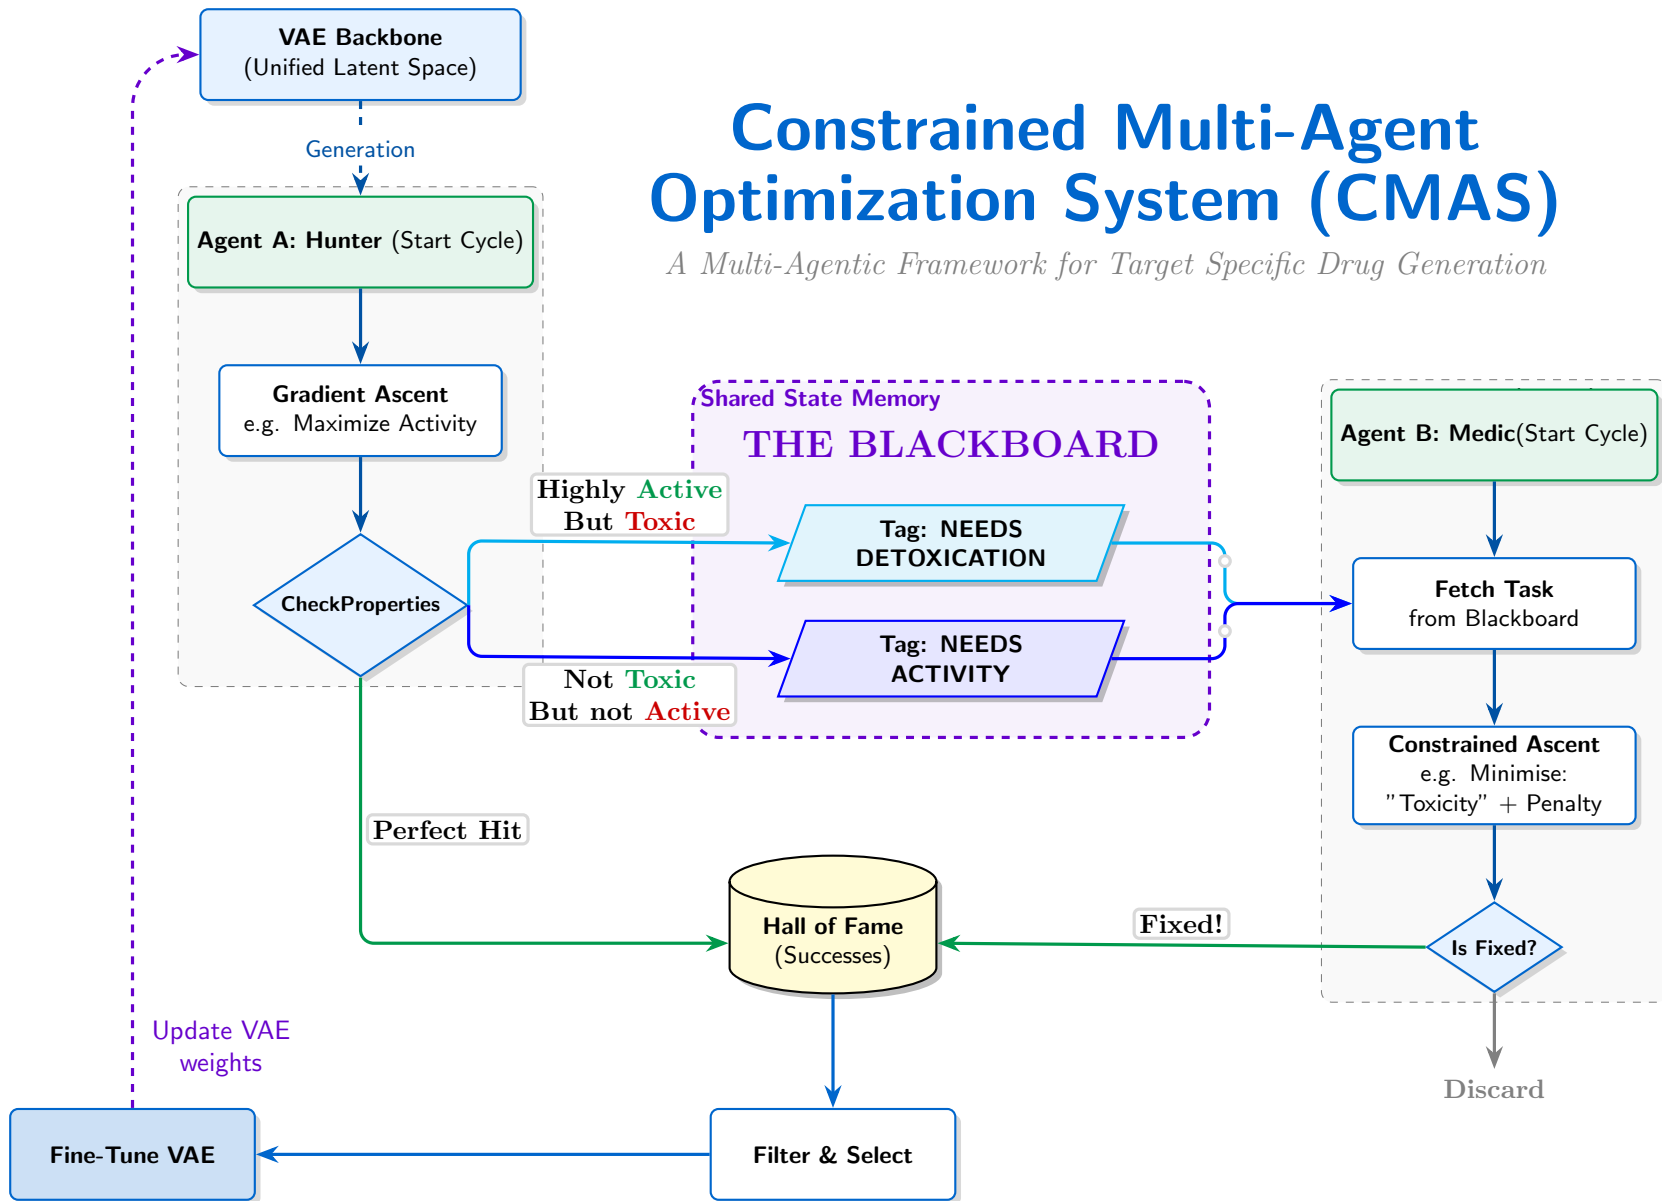 VAE Backbone
(Unified Latent Space)
Generation
Constrained Multi-Agent
Optimization System (CMAS)
A Multi-Agentic Framework for Target Specific Drug Generation
Agent A: Hunter (Start Cycle)
Gradient Ascent
e.g. Maximize Activity
CheckProperties
Highly Active
But Toxic
Not Toxic
But not Active
Perfect Hit
Shared State Memory
THE BLACKBOARD
Tag: NEEDS
DETOXICATION
Tag: NEEDS
ACTIVITY
Agent B: Medic(Start Cycle)
Fetch Task
from Blackboard
Constrained Ascent
e.g. Minimise:
"Toxicity" + Penalty
Is Fixed?
Fixed!
Discard
Hall of Fame
(Successes)
Filter & Select
Fine-Tune VAE
Update VAE
weights